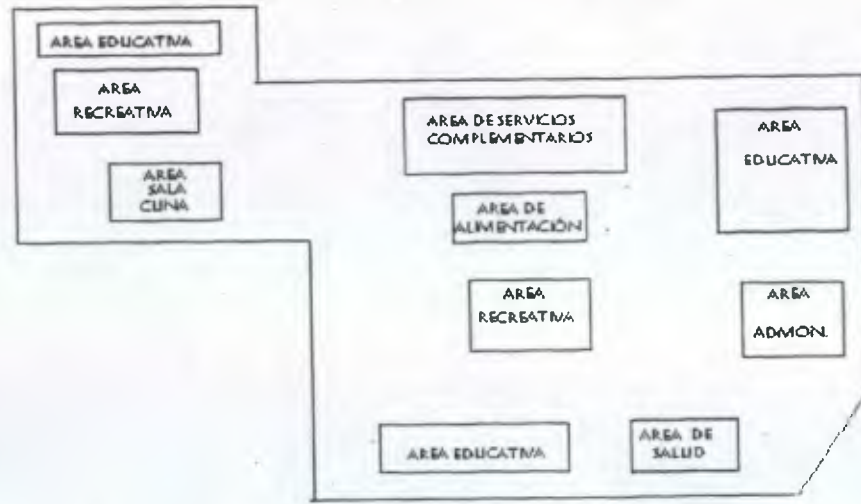 AREA EDUCATIVA
AREA
RECREATIVA
AREA
SALA
CUNA
AREA DE SERVICIOS
COMPLEMENTARIOS
AREA
EDUCATIVA
AREA DE
ALIMENTACIÓN
AREA
RECREATIVA
AREA
ADMON.
AREA EDUCATIVA
AREA DE
SALUD